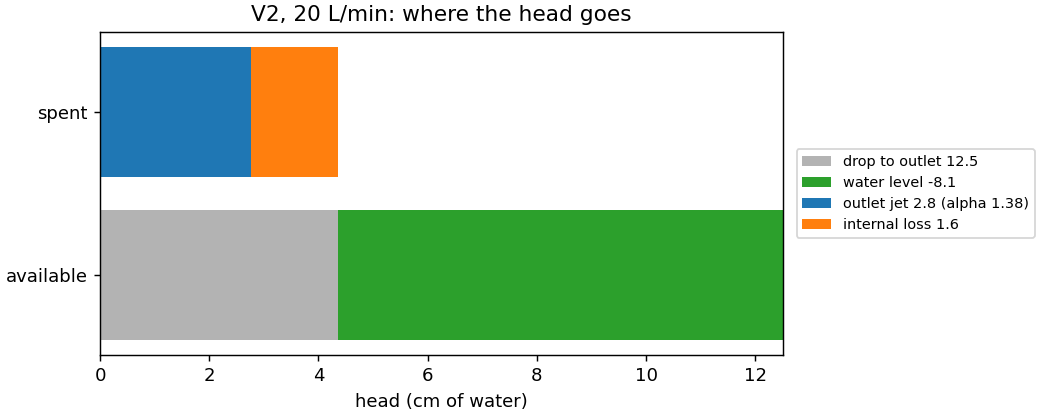 V2, 20 L/min: where the head goes
spent
available
0 2 4 6 8 10 12
head (cm of water)
drop to outlet 12.5
water level -8.1
outlet jet 2.8 (alpha 1.38)
internal loss 1.6